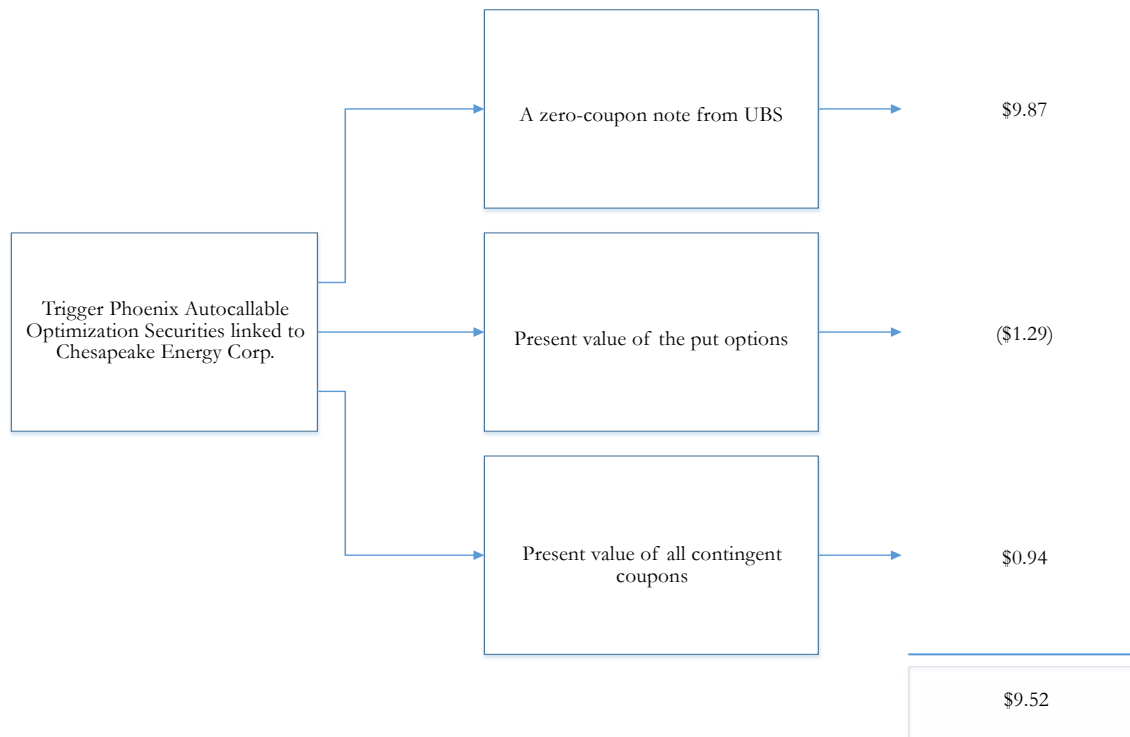 A zero-coupon note from UBS
$9.87
Trigger Phoenix Autocallable
Optimization Securities linked to
Chesapeake Energy Corp.
Present value of the put options
($1.29)
Present value of all contingent
coupons
$0.94
$9.52